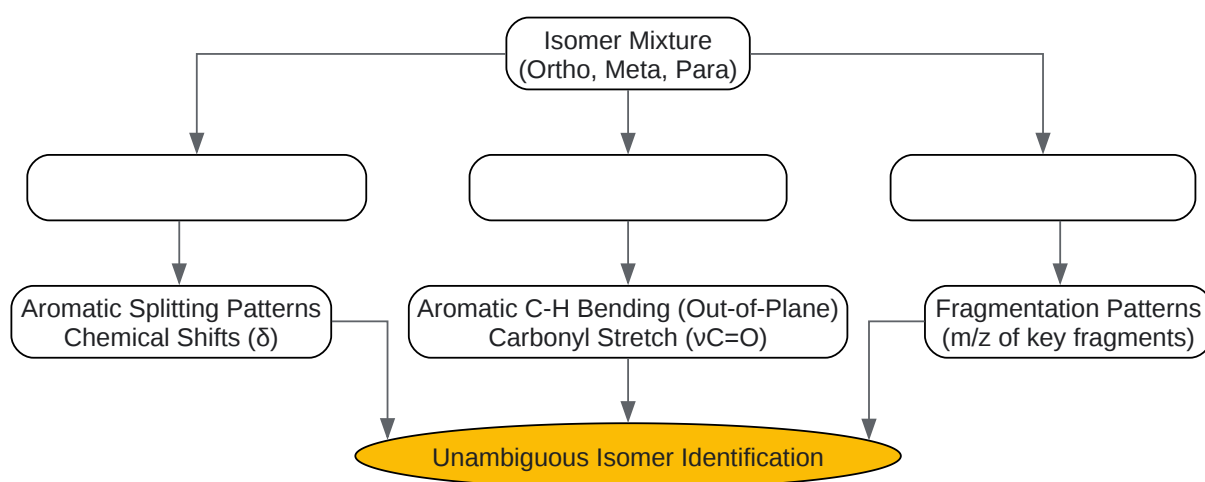 Isomer Mixture
(Ortho, Meta, Para)
Aromatic Splitting Patterns
Chemical Shifts (δ)
Aromatic C-H Bending (Out-of-Plane)
Carbonyl Stretch (νC=O)
Fragmentation Patterns
(m/z of key fragments)
Unambiguous Isomer Identification